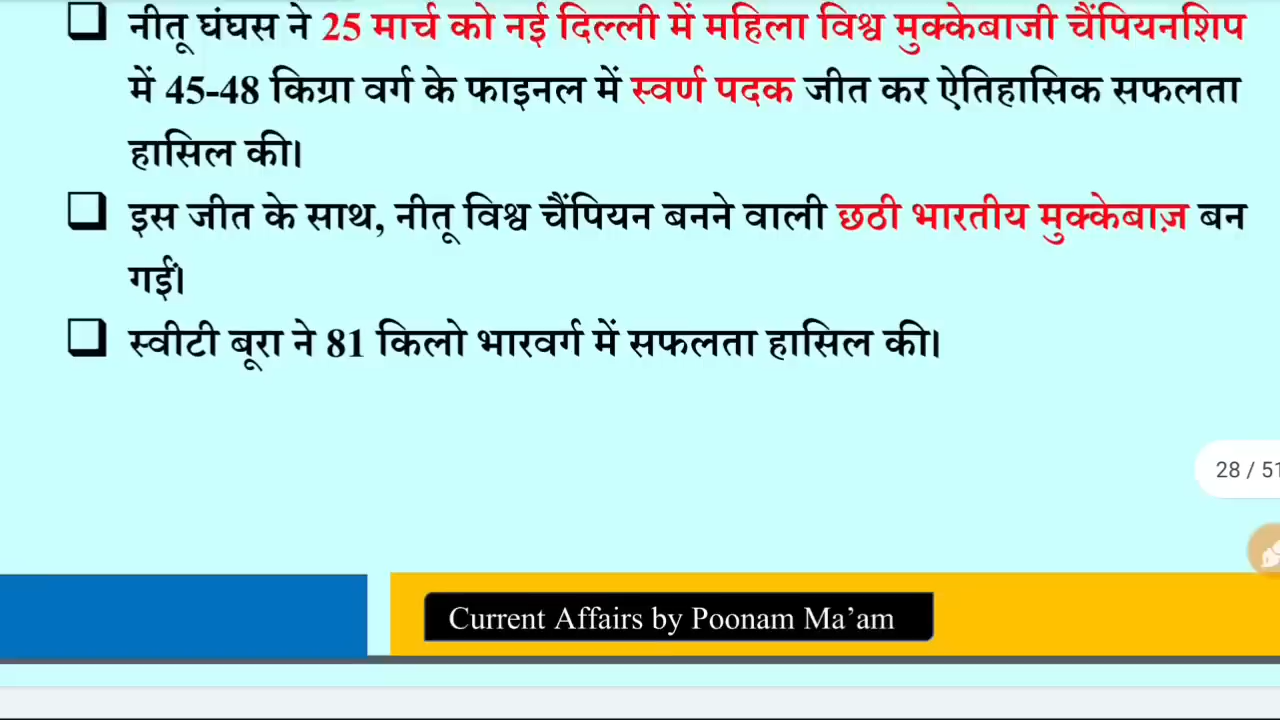 नीतू घंघस ने 25 मार्च को नई दिल्ली में महिला विश्व मुक्केबाजी चैंपियनशिप
में 45-48 किग्रा वर्ग के फाइनल में स्वर्ण पदक जीत कर ऐतिहासिक सफलता
हासिल की।
इस जीत के साथ, नीतू विश्व चैंपियन बनने वाली छठी भारतीय मुक्केबाज़ बन
गईं।
स्वीटी बूरा ने 81 किलो भारवर्ग में सफलता हासिल की।
28 / 51
Current Affairs by Poonam Ma’am